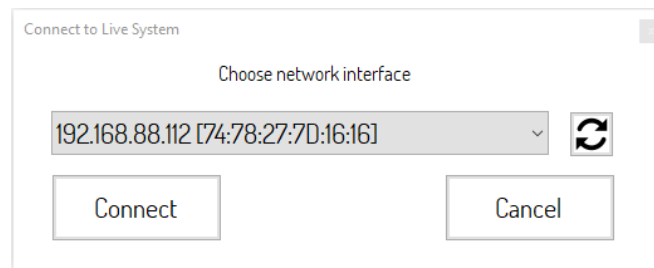 Connect to Live System
Choose network interface
192.168.88.112 [74:78:27:7D:16:16]
Connect
Cancel